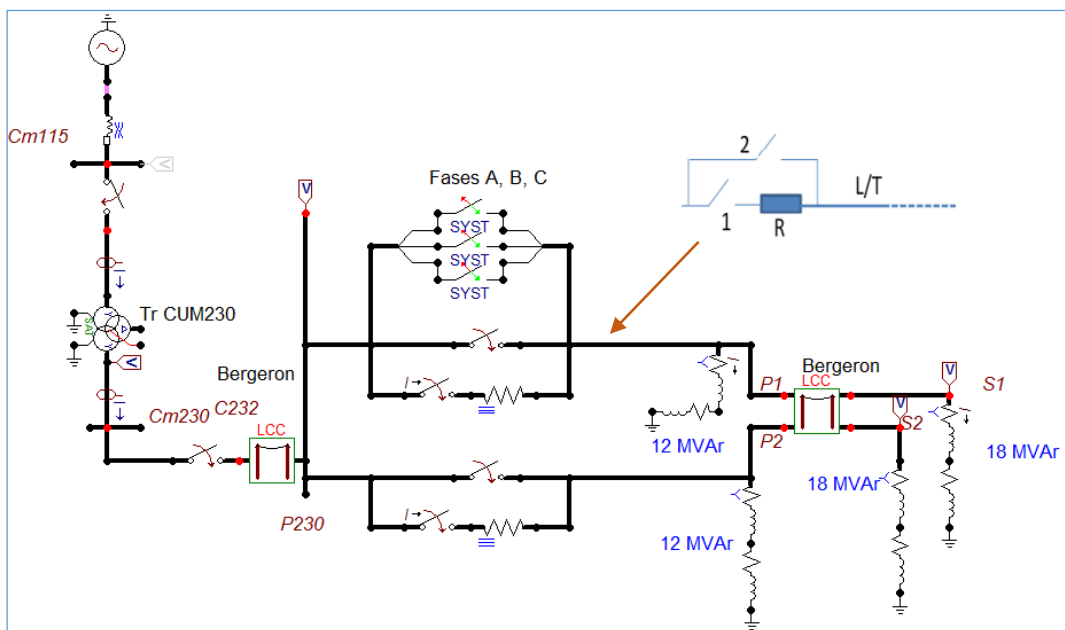 Cm115
V
I
SAT
Y
Y
Tr CUM230
V
I
Cm230
C232
Bergeron
LCC
P230
V
Fases A, B, C
SYST
SYST
SYST
I
I
2
1
R
L/T
12 MVAr
12 MVAr
P1
P2
Bergeron
LCC
V
S1
V
S2
18 MVAr
18 MVAr